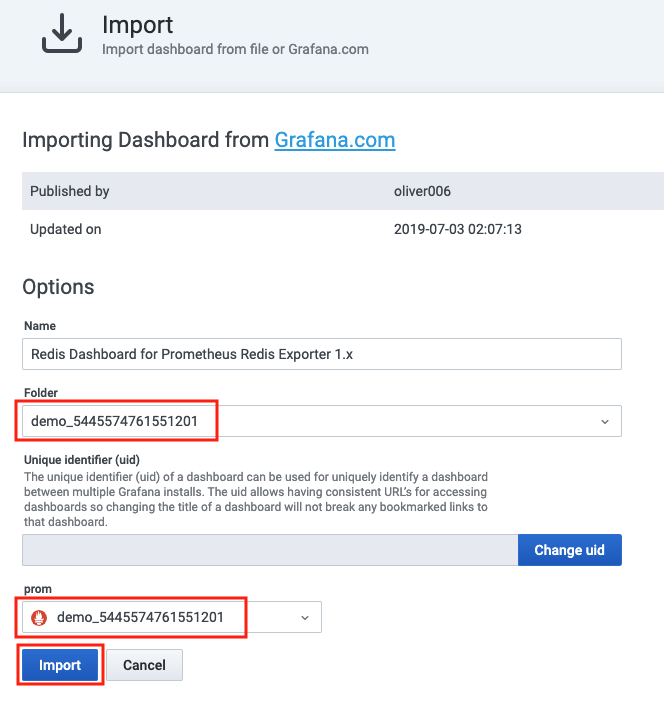 Import
Import dashboard from file or Grafana.com
Importing Dashboard from Grafana.com
Published by oliver006
Updated on 2019-07-03 02:07:13
Options
Name
Redis Dashboard for Prometheus Redis Exporter 1.x
Folder
demo_5445574761551201
Unique identifier (uid)
The unique identifier (uid) of a dashboard can be used for uniquely identify a dashboard
between multiple Grafana installs. The uid allows having consistent URL's for accessing
dashboards so changing the title of a dashboard will not break any bookmarked links to
that dashboard.
Change uid
prom
demo_5445574761551201
Import Cancel